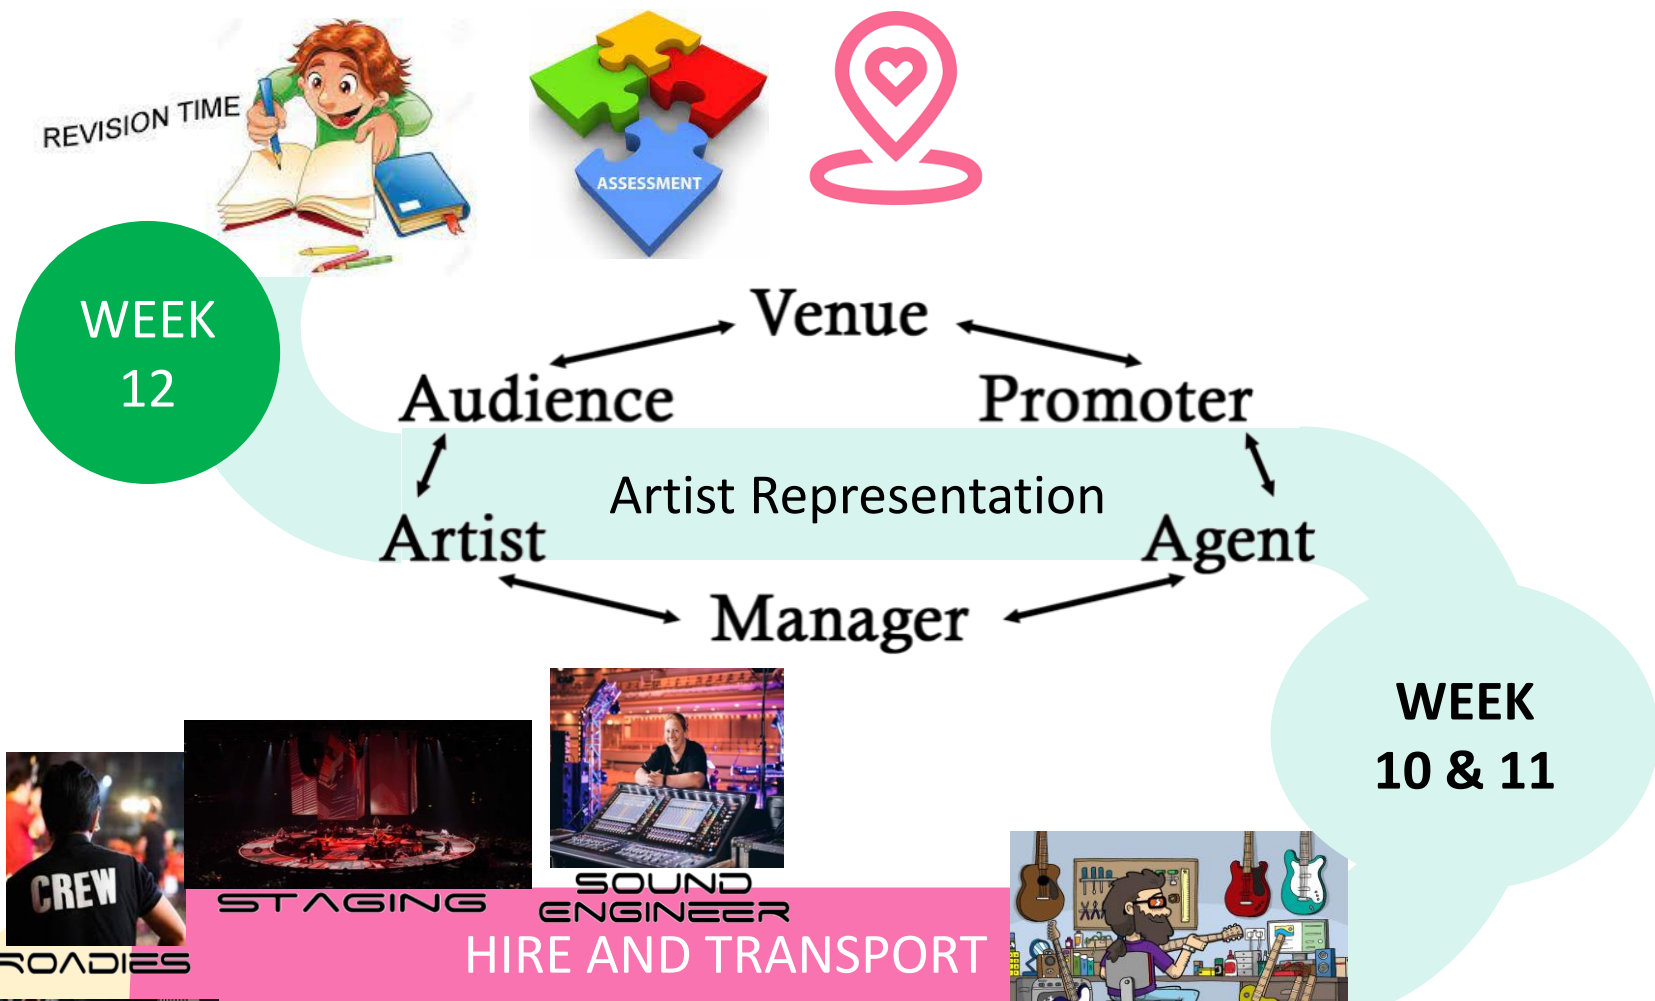 REVISION TIME
ASSESSMENT
WEEK
12
Venue
Audience
Promoter
Artist Representation
Artist
Agent
Manager
WEEK
10 & 11
CREW
STAGING
SOUND
ENGINEER
HIRE AND TRANSPORT
ROADIES